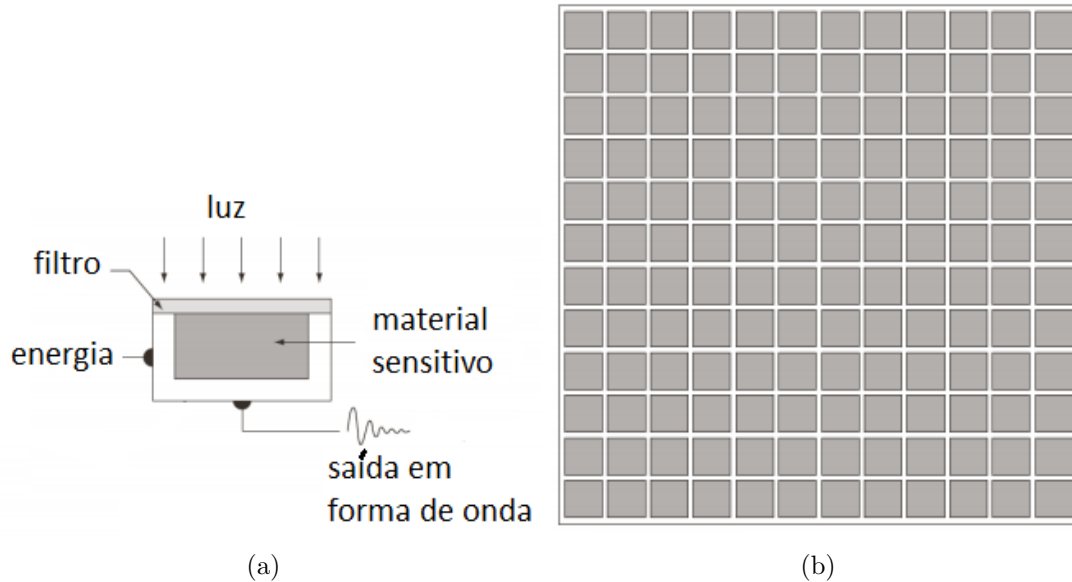 luz
filtro
energia
material
sensitivo
saída em
forma de onda
(a)
(b)